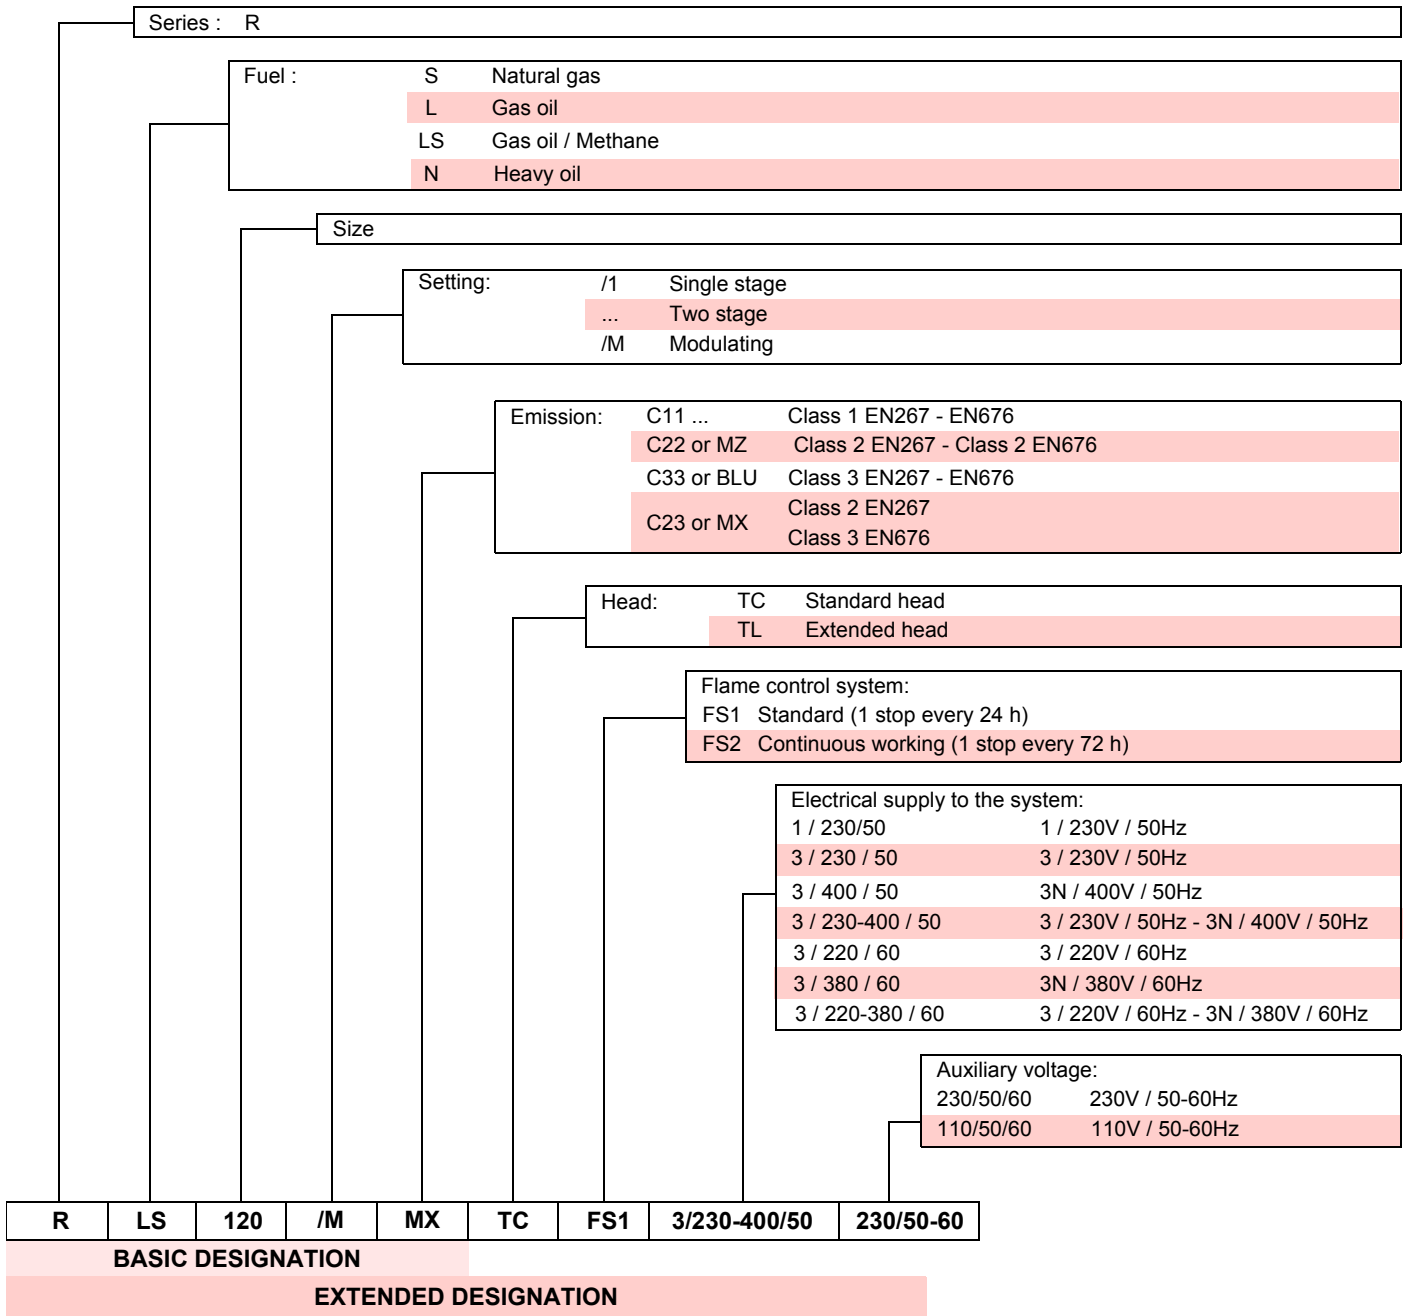 Series : R
Fuel :
S Natural gas
L Gas oil
LS Gas oil / Methane
N Heavy oil
Size
Setting:
/1 Single stage
... Two stage
/M Modulating
Emission:
C11 ... Class 1 EN267 - EN676
C22 or MZ Class 2 EN267 - Class 2 EN676
C33 or BLU Class 3 EN267 - EN676
C23 or MX
Class 2 EN267
Class 3 EN676
Head:
TC Standard head
TL Extended head
Flame control system:
FS1 Standard (1 stop every 24 h)
FS2 Continuous working (1 stop every 72 h)
Electrical supply to the system:
1 / 230/50 1 / 230V / 50Hz
3 / 230 / 50 3 / 230V / 50Hz
3 / 400 / 50 3N / 400V / 50Hz
3 / 230-400 / 50 3 / 230V / 50Hz - 3N / 400V / 50Hz
3 / 220 / 60 3 / 220V / 60Hz
3 / 380 / 60 3N / 380V / 60Hz
3 / 220-380 / 60 3 / 220V / 60Hz - 3N / 380V / 60Hz
Auxiliary voltage:
230/50/60 230V / 50-60Hz
110/50/60 110V / 50-60Hz
R LS 120 /M MX TC FS1 3/230-400/50 230/50-60
BASIC DESIGNATION
EXTENDED DESIGNATION